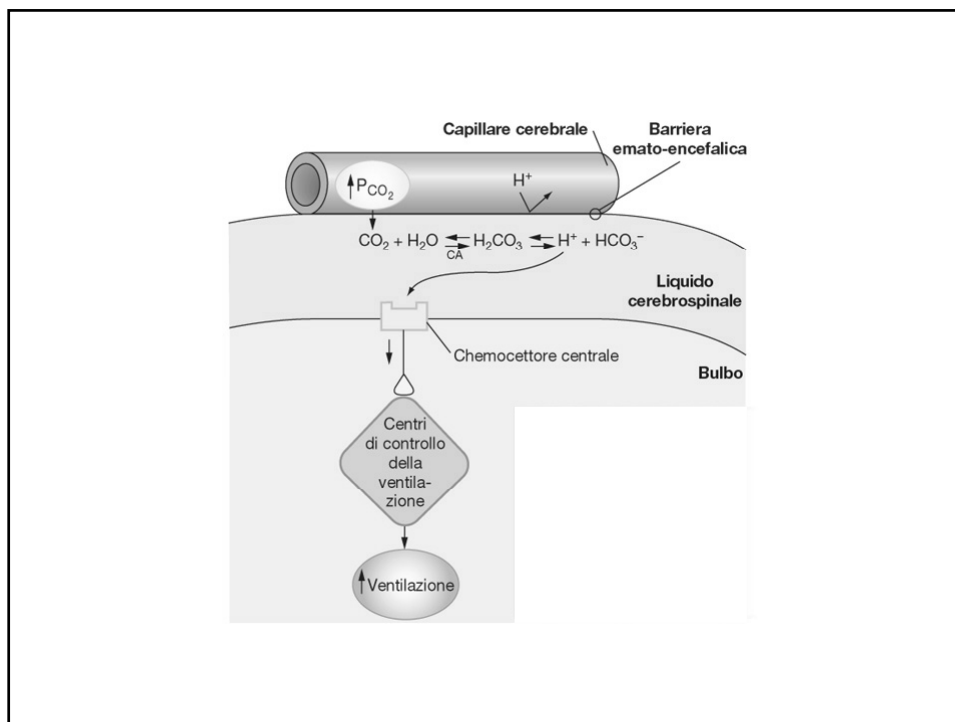 Capillare cerebrale
Barriera
emato-encefalica
↑PCO₂
H⁺
CO₂ + H₂O ⇌ H₂CO₃ ⇌ H⁺ + HCO₃⁻
CA
Liquido
cerebrospinale
Chemocettore centrale
Bulbo
Centri
di controllo
della
ventila-
zione
↑Ventilazione